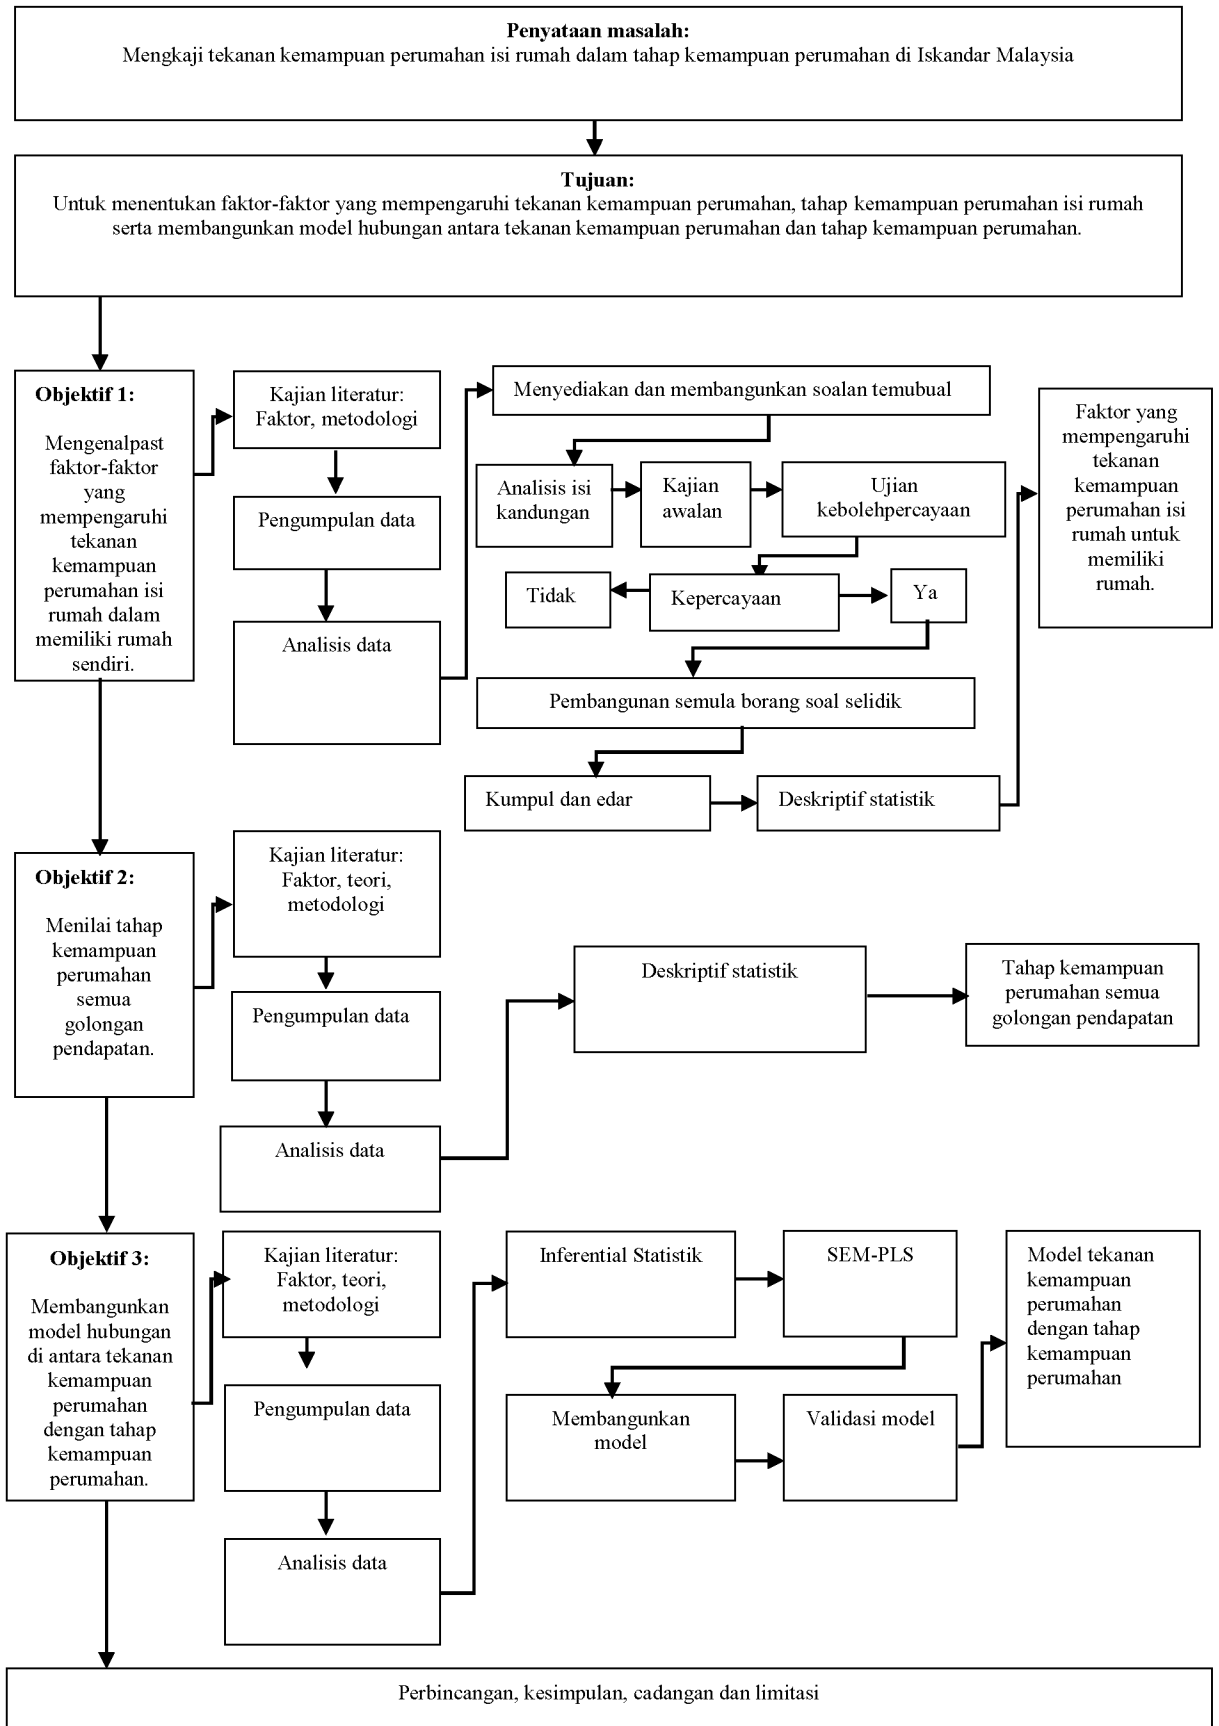 Penyataan masalah:
Mengkaji tekanan kemampuan perumahan isi rumah dalam tahap kemampuan perumahan di Iskandar Malaysia
Tujuan:
Untuk menentukan faktor-faktor yang mempengaruhi tekanan kemampuan perumahan, tahap kemampuan perumahan isi rumah
serta membangunkan model hubungan antara tekanan kemampuan perumahan dan tahap kemampuan perumahan.
Objektif 1:
Mengenalpast
faktor-faktor
yang
mempengaruhi
tekanan
kemampuan
perumahan isi
rumah dalam
memiliki rumah
sendiri.
Kajian literatur:
Faktor, metodologi
Pengumpulan data
Analisis data
Menyediakan dan membangunkan soalan temubual
Analisis isi
kandungan
Kajian
awalan
Ujian
kebolehpercayaan
Tidak
Kepercayaan
Ya
Pembangunan semula borang soal selidik
Kumpul dan edar
Deskriptif statistik
Faktor yang
mempengaruhi
tekanan
kemampuan
perumahan isi
rumah untuk
memiliki
rumah.
Objektif 2:
Menilai tahap
kemampuan
perumahan
semua
golongan
pendapatan.
Kajian literatur:
Faktor, teori,
metodologi
Pengumpulan data
Analisis data
Deskriptif statistik
Tahap kemampuan
perumahan semua
golongan pendapatan
Objektif 3:
Membangunkan
model hubungan
di antara tekanan
kemampuan
perumahan
dengan tahap
kemampuan
perumahan.
Kajian literatur:
Faktor, teori,
metodologi
Pengumpulan data
Analisis data
Inferential Statistik
SEM-PLS
Membangunkan
model
Validasi model
Model tekanan
kemampuan
perumahan
dengan tahap
kemampuan
perumahan
Perbincangan, kesimpulan, cadangan dan limitasi